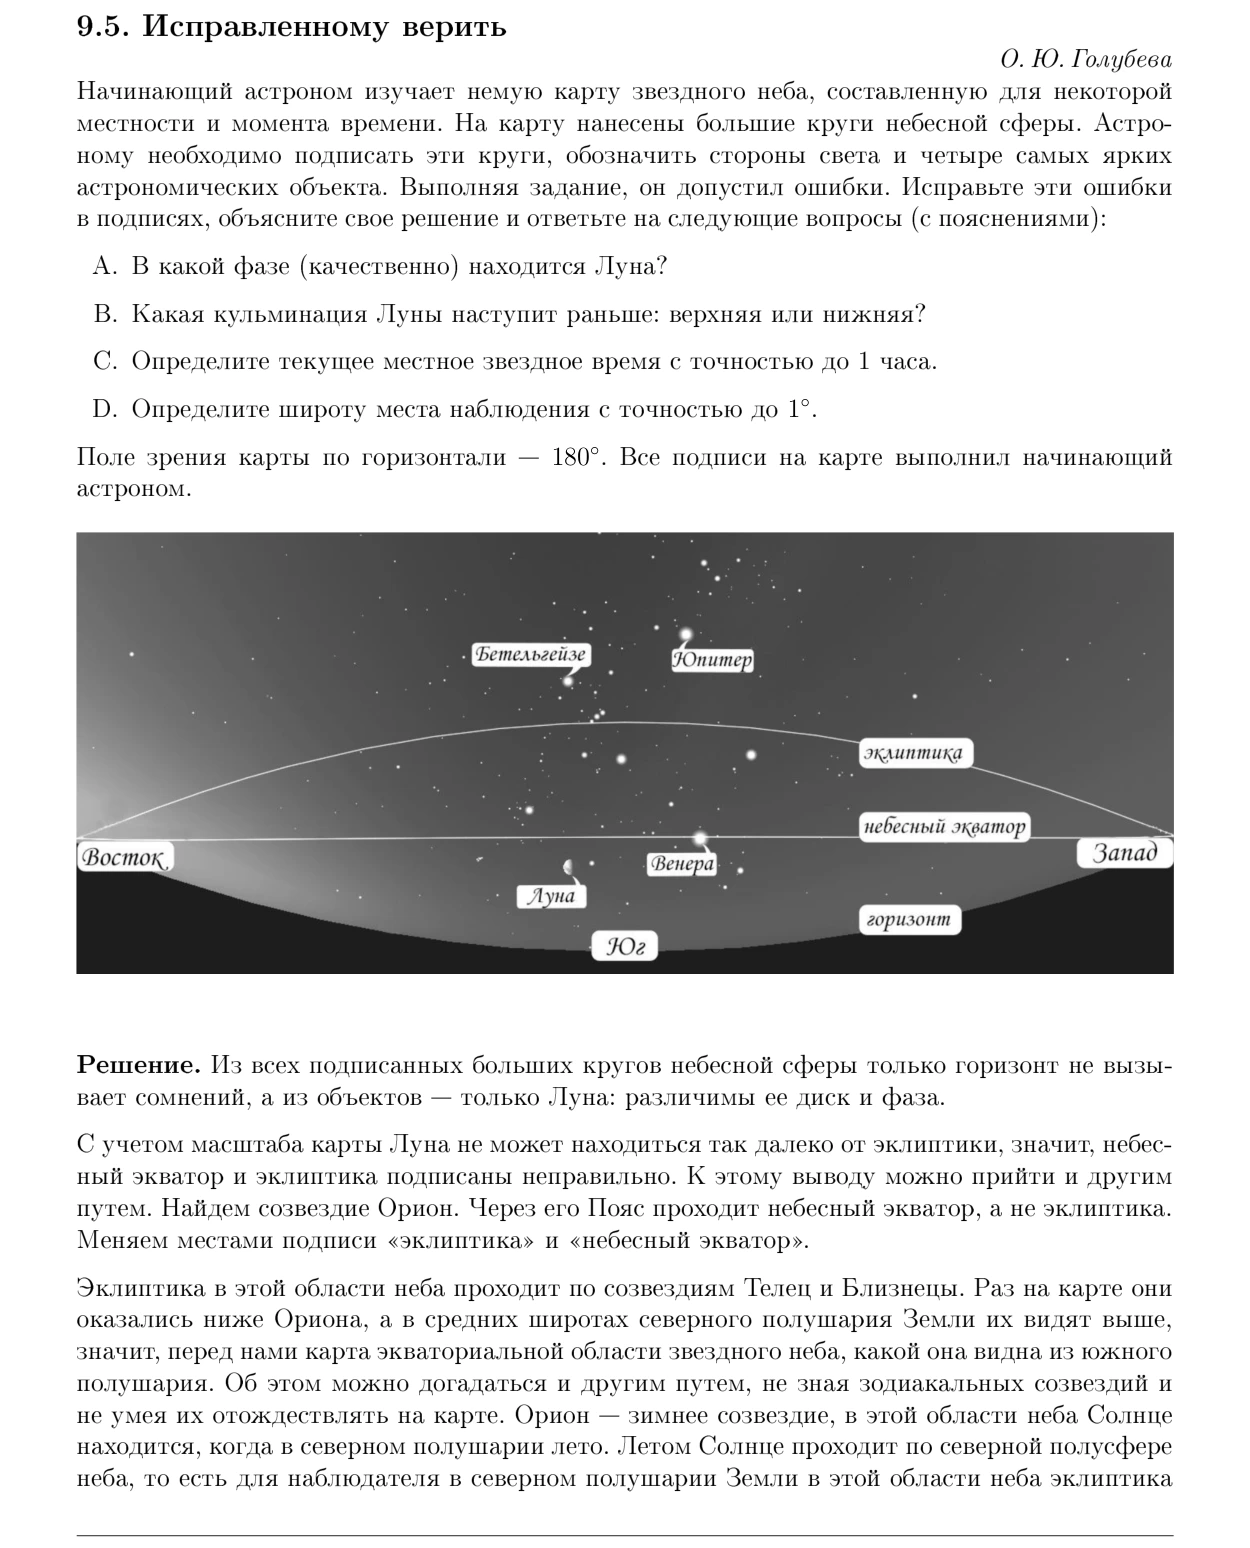 9.5. Исправленному верить
О. Ю. Голубева
Начинающий астроном изучает немую карту звездного неба, составленную для некоторой
местности и момента времени. На карту нанесены большие круги небесной сферы. Астро-
ному необходимо подписать эти круги, обозначить стороны света и четыре самых ярких
астрономических объекта. Выполняя задание, он допустил ошибки. Исправьте эти ошибки
в подписях, объясните свое решение и ответьте на следующие вопросы (с пояснениями):
A. В какой фазе (качественно) находится Луна?
B. Какая кульминация Луны наступит раньше: верхняя или нижняя?
C. Определите текущее местное звездное время с точностью до 1 часа.
D. Определите широту места наблюдения с точностью до 1°.
Поле зрения карты по горизонтали — 180°. Все подписи на карте выполнил начинающий
астроном.
Бетельгейзе
Юпитер
эклиптика
небесный экватор
Восток
Венера
Запад
Луна
горизонт
Юг
Решение. Из всех подписанных больших кругов небесной сферы только горизонт не вызы-
вает сомнений, а из объектов — только Луна: различимы ее диск и фаза.
С учетом масштаба карты Луна не может находиться так далеко от эклиптики, значит, небес-
ный экватор и эклиптика подписаны неправильно. К этому выводу можно прийти и другим
путем. Найдем созвездие Орион. Через его Пояс проходит небесный экватор, а не эклиптика.
Меняем местами подписи «эклиптика» и «небесный экватор».
Эклиптика в этой области неба проходит по созвездиям Телец и Близнецы. Раз на карте они
оказались ниже Ориона, а в средних широтах северного полушария Земли их видят выше,
значит, перед нами карта экваториальной области звездного неба, какой она видна из южного
полушария. Об этом можно догадаться и другим путем, не зная зодиакальных созвездий и
не умея их отождествлять на карте. Орион — зимнее созвездие, в этой области неба Солнце
находится, когда в северном полушарии лето. Летом Солнце проходит по северной полусфере
неба, то есть для наблюдателя в северном полушарии Земли в этой области неба эклиптика